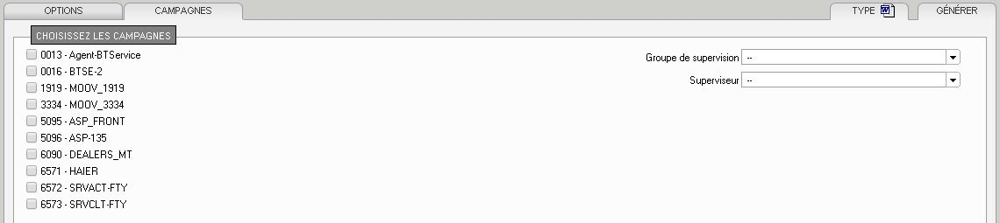 OPTIONS CAMPAGNES TYPE GÉNÉRER
CHOISISSEZ LES CAMPAGNES
0013 - Agent-BTService
0016 - BTSE-2
1919 - MOOV_1919
3334 - MOOV_3334
5095 - ASP_FRONT
5096 - ASP-135
6090 - DEALERS_MT
6571 - HAIER
6572 - SRVACT-FTY
6573 - SRVCLT-FTY
Groupe de supervision --
Superviseur --